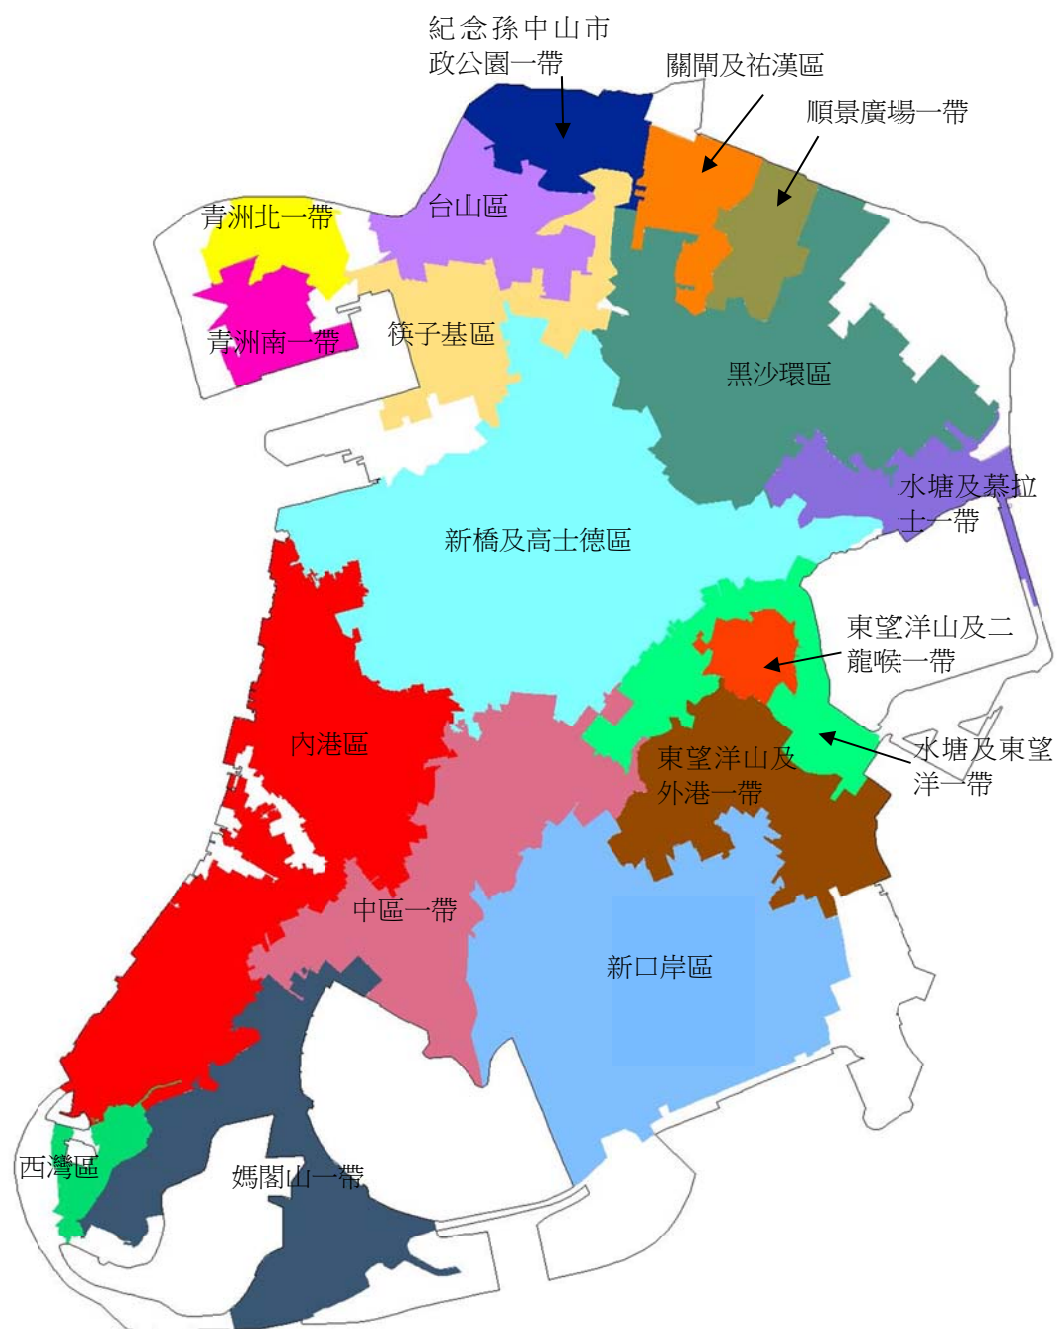 紀念孫中山市
政公園一帶
關閘及祐漢區
順景廣場一帶
青洲北一帶
台山區
青洲南一帶
筷子基區
黑沙環區
水塘及慕拉
士一帶
新橋及高士德區
東望洋山及二
龍喉一帶
內港區
東望洋山及
外港一帶
水塘及東望
洋一帶
中區一帶
新口岸區
西灣區
媽閣山一帶